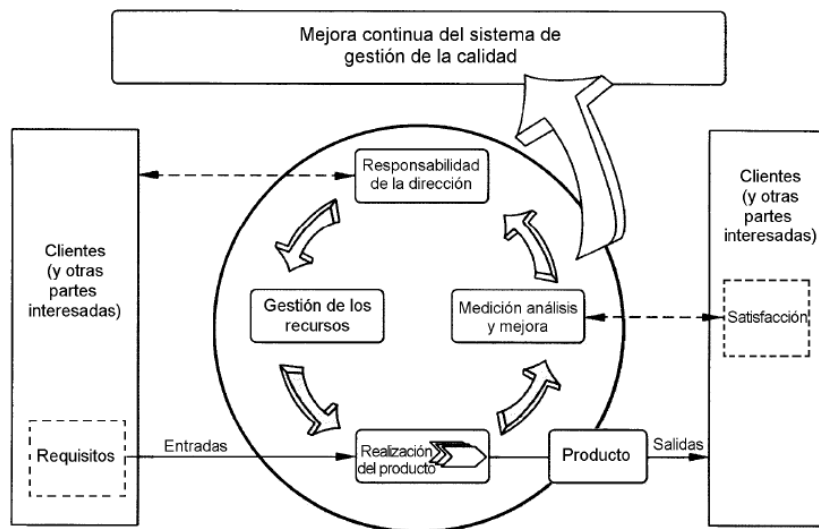 Mejora continua del sistema de
gestión de la calidad
Responsabilidad
de la dirección
Clientes
(y otras
partes
interesadas)
Clientes
(y otras
partes
interesadas)
Gestión de los
recursos
Medición análisis
y mejora
Satisfacción
Requisitos
Entradas
Realización
del producto
Producto
Salidas